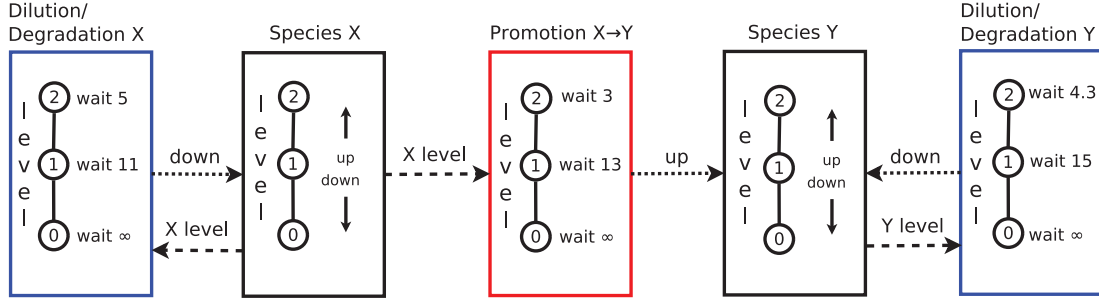 Dilution/
Degradation X
Species X
Promotion X→Y
Species Y
Dilution/
Degradation Y
level
2 wait 5
1 wait 11
0 wait ∞
down
X level
level
2
1
0
up
down
X level
level
2 wait 3
1 wait 13
0 wait ∞
up
level
2
1
0
up
down
down
Y level
level
2 wait 4.3
1 wait 15
0 wait ∞